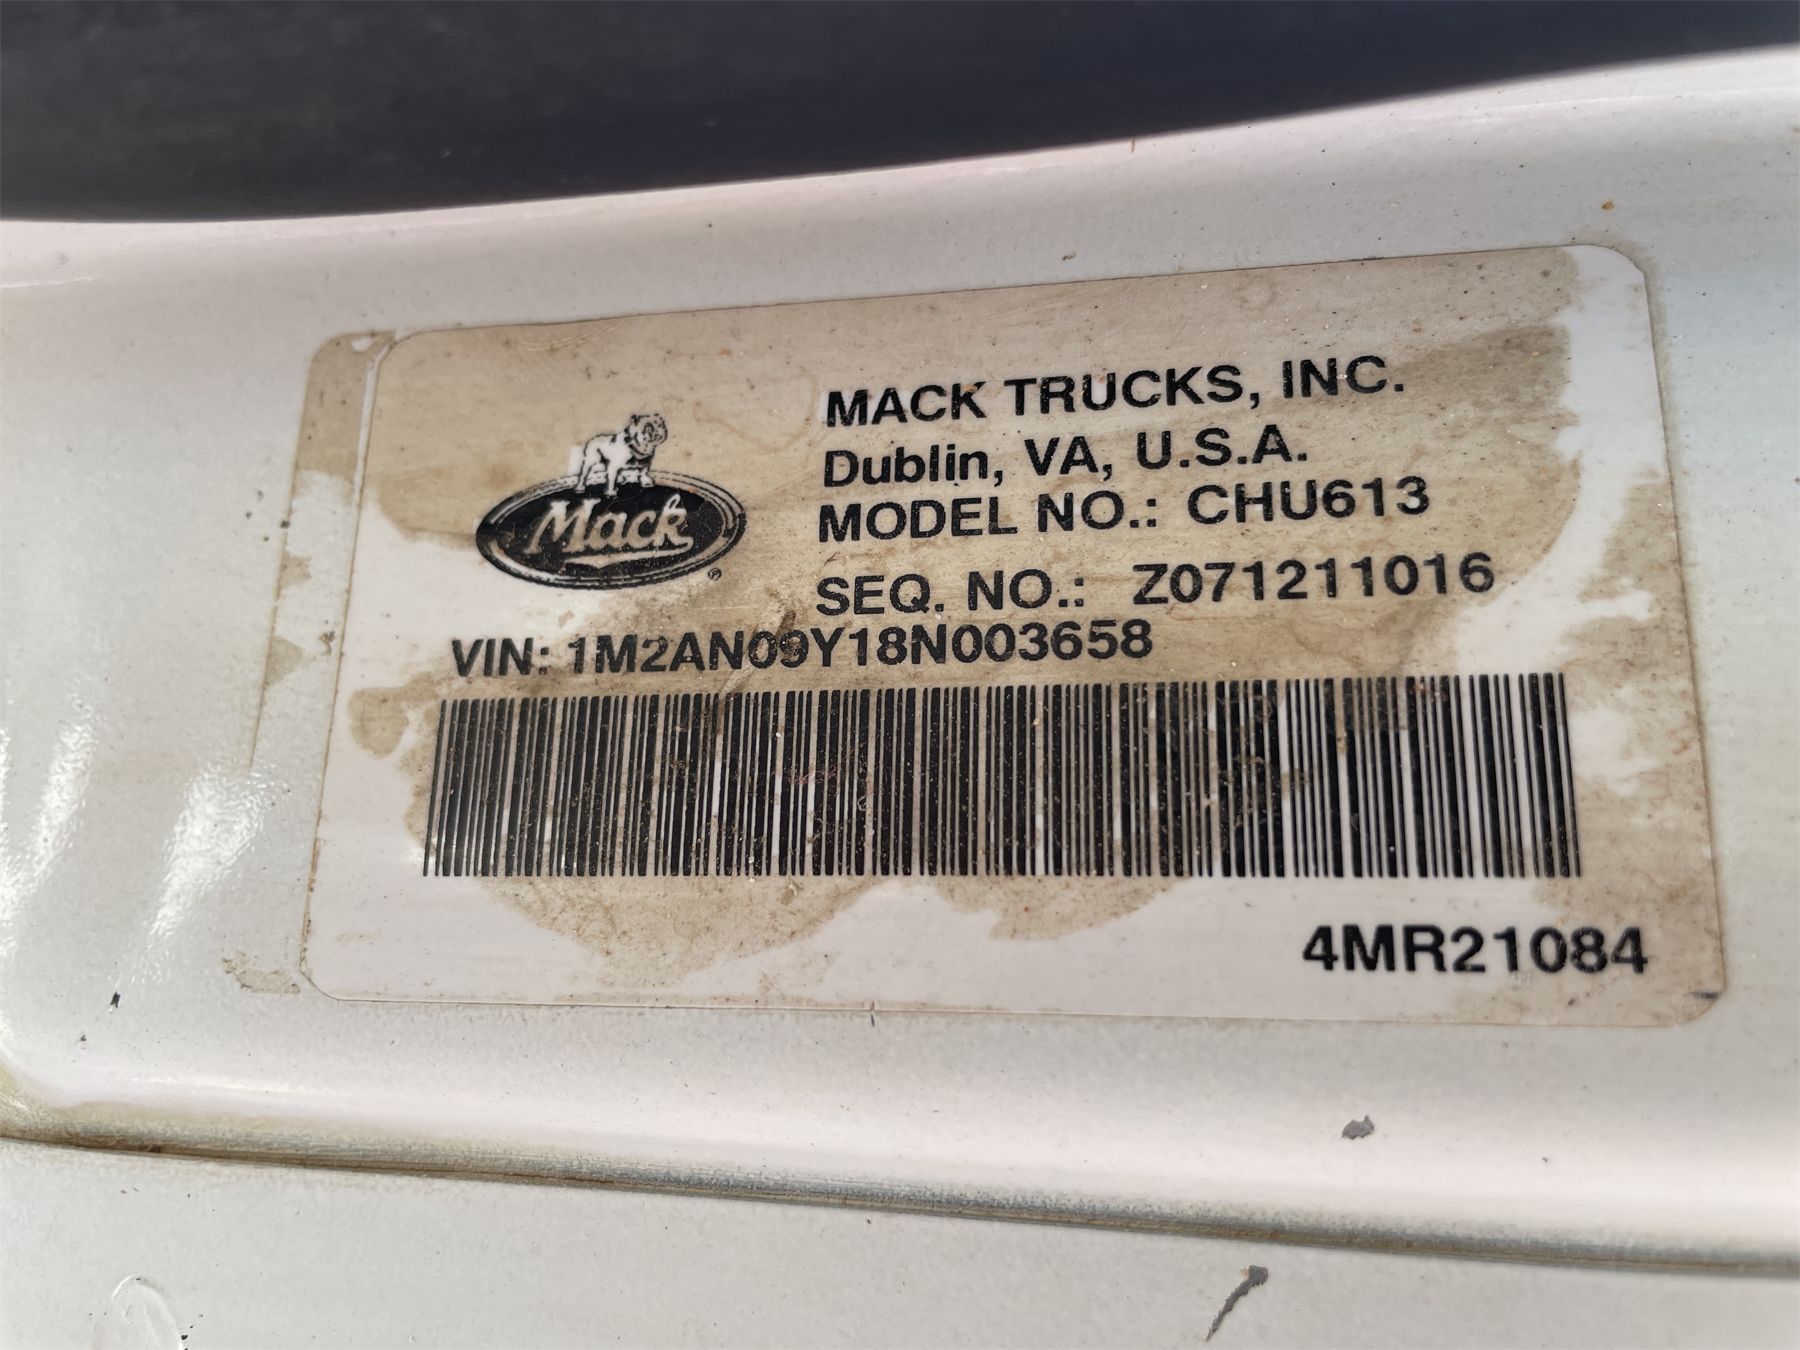 Mack
®
MACK TRUCKS, INC.
Dublin, VA, U.S.A.
MODEL NO.: CHU613
SEQ. NO.: Z071211016
VIN: 1M2AN09Y18N003658
4MR21084